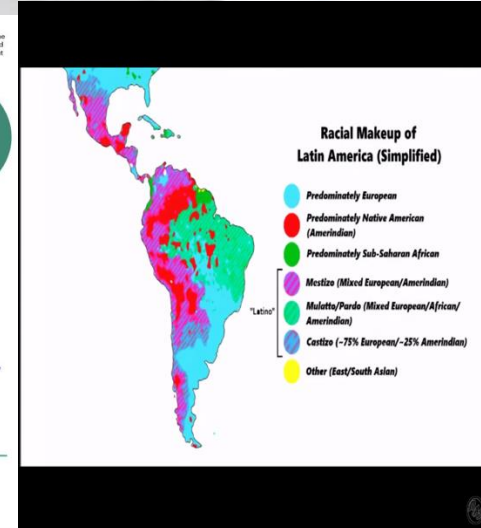 Racial Makeup of
Latin America (Simplified)
Predominately European
Predominately Native American
(Amerindian)
Predominately Sub-Saharan African
Mestizo (Mixed European/Amerindian)
"Latino"
Mulatto/Pardo (Mixed European/African/
Amerindian)
Castizo (~75% European/~25% Amerindian)
Other (East/South Asian)